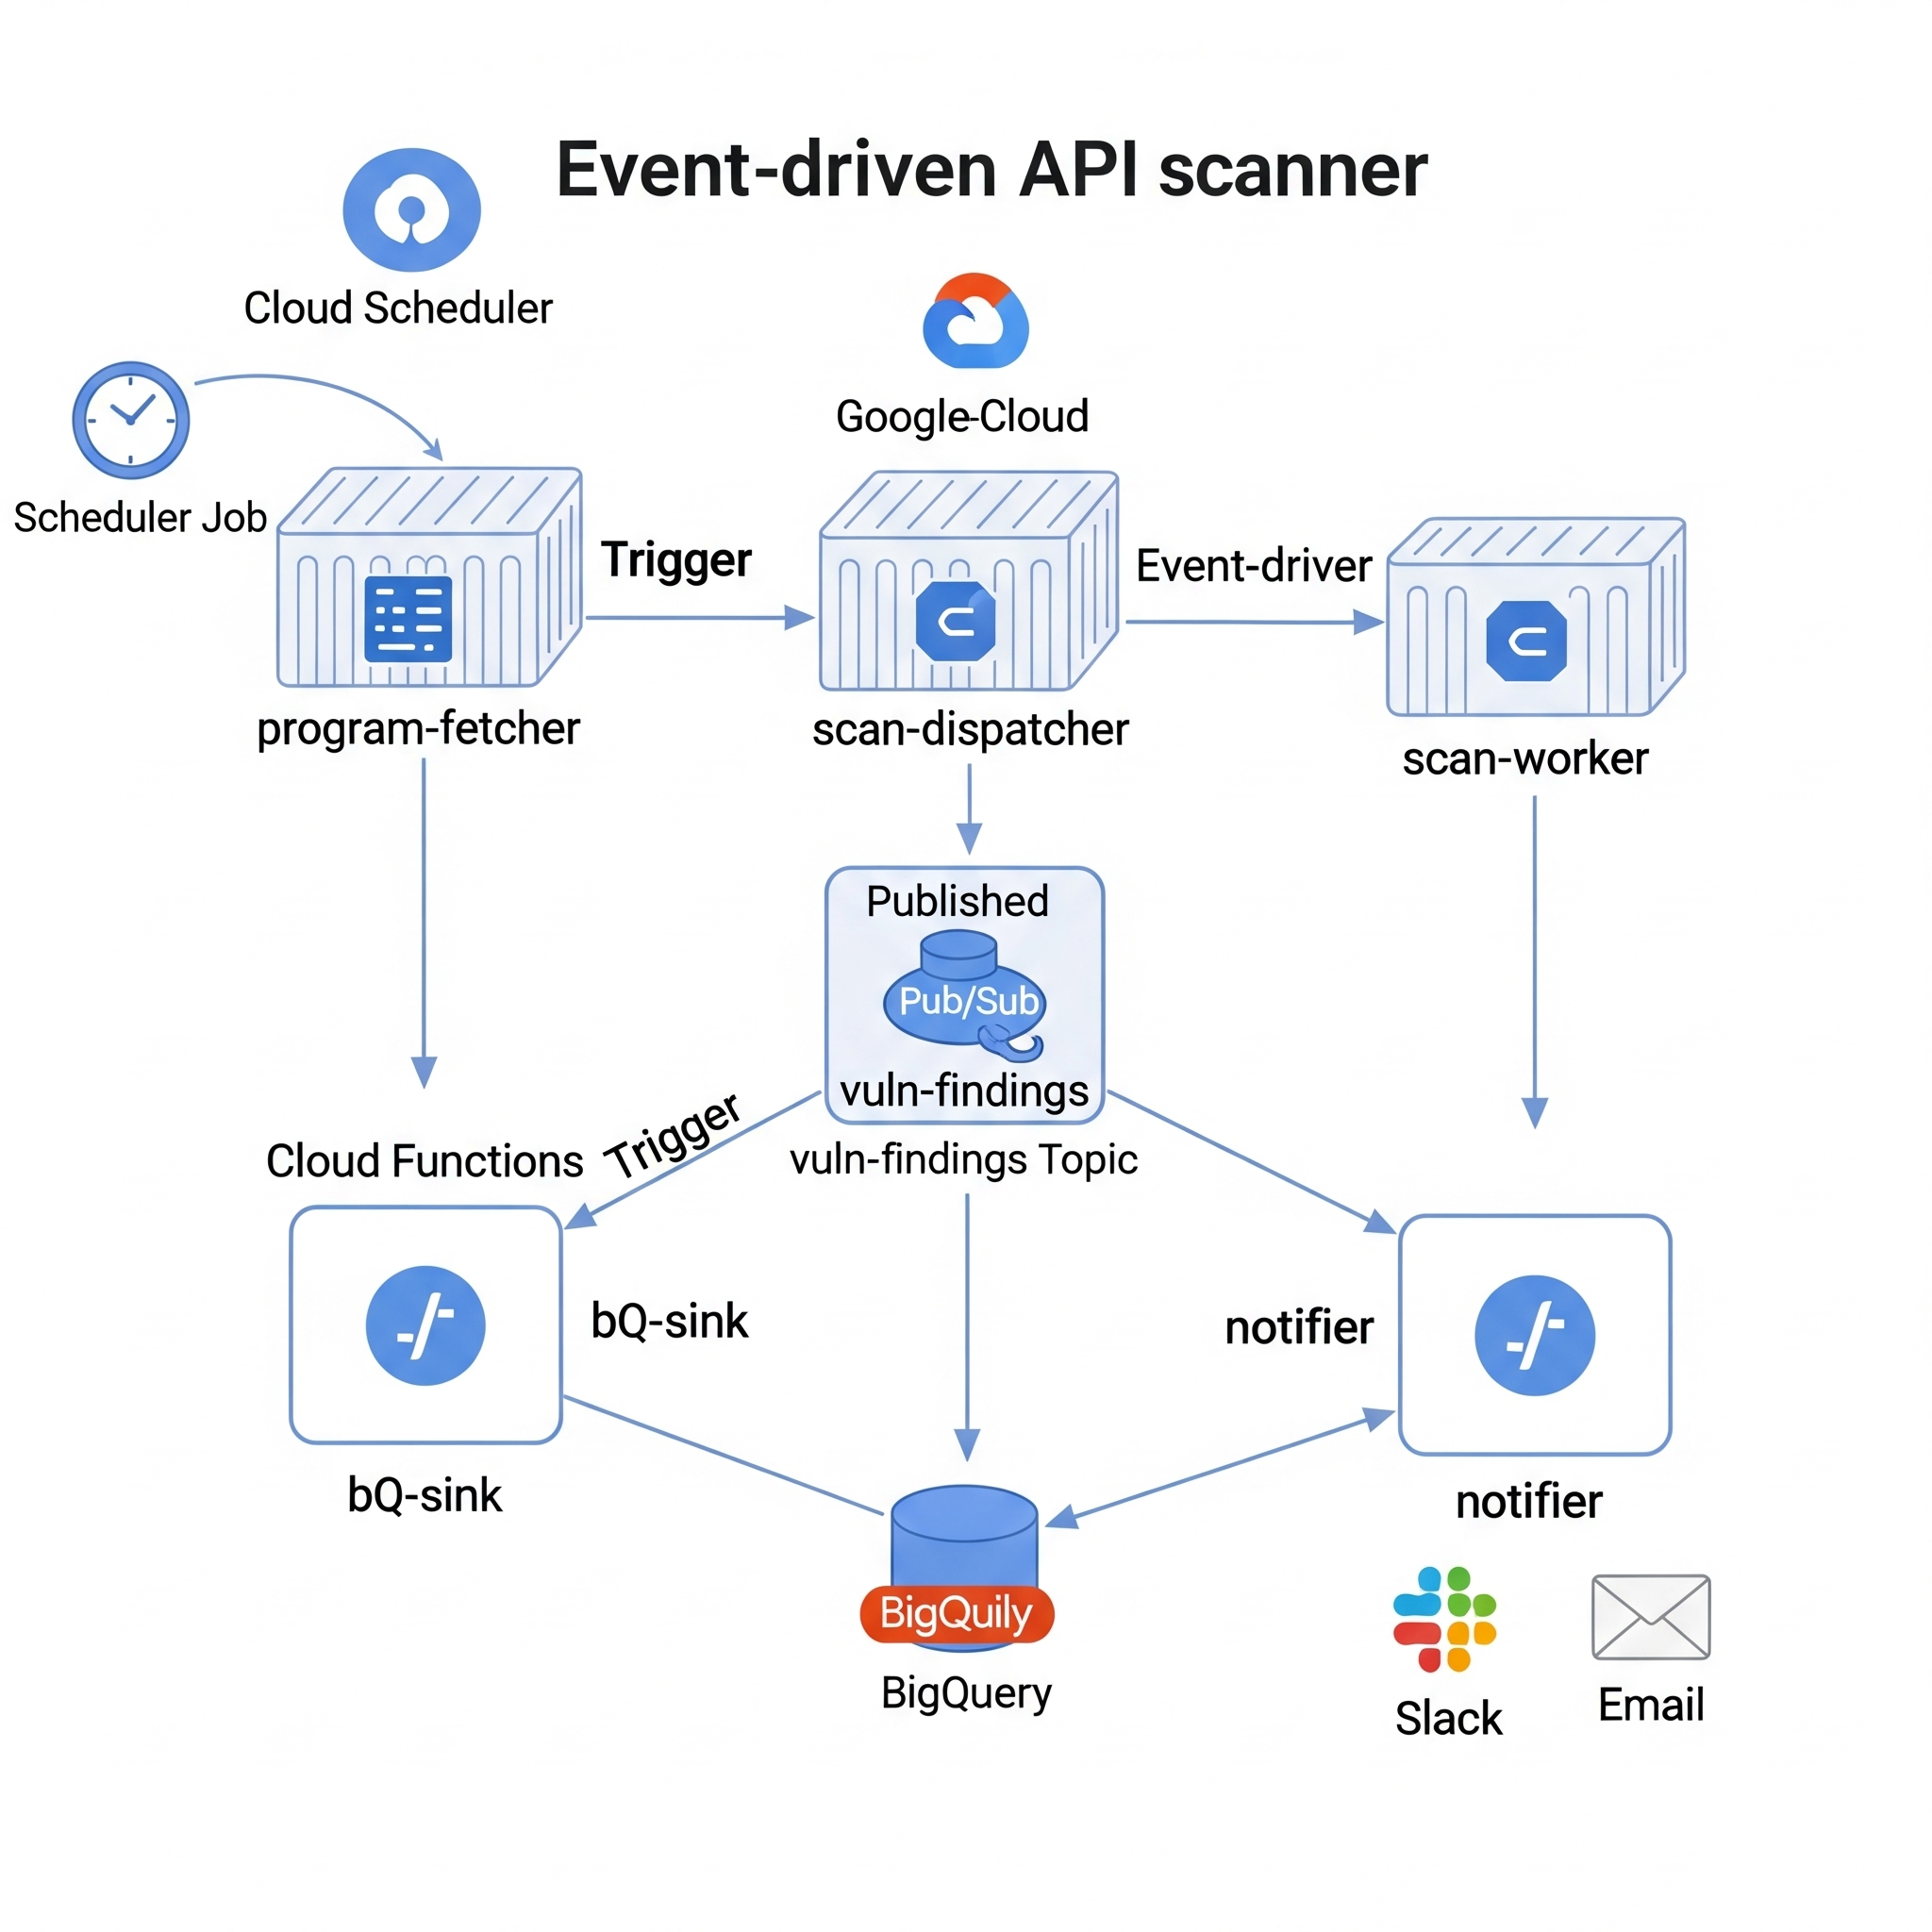 Event-driven API scanner
Cloud Scheduler
Google-Cloud
Scheduler Job
Trigger
Event-driver
program-fetcher
scan-dispatcher
scan-worker
Published
Pub/Sub
vuln-findings
Trigger
Cloud Functions
vuln-findings Topic
bQ-sink
notifier
bQ-sink
notifier
BigQuily
BigQuery
Slack
Email